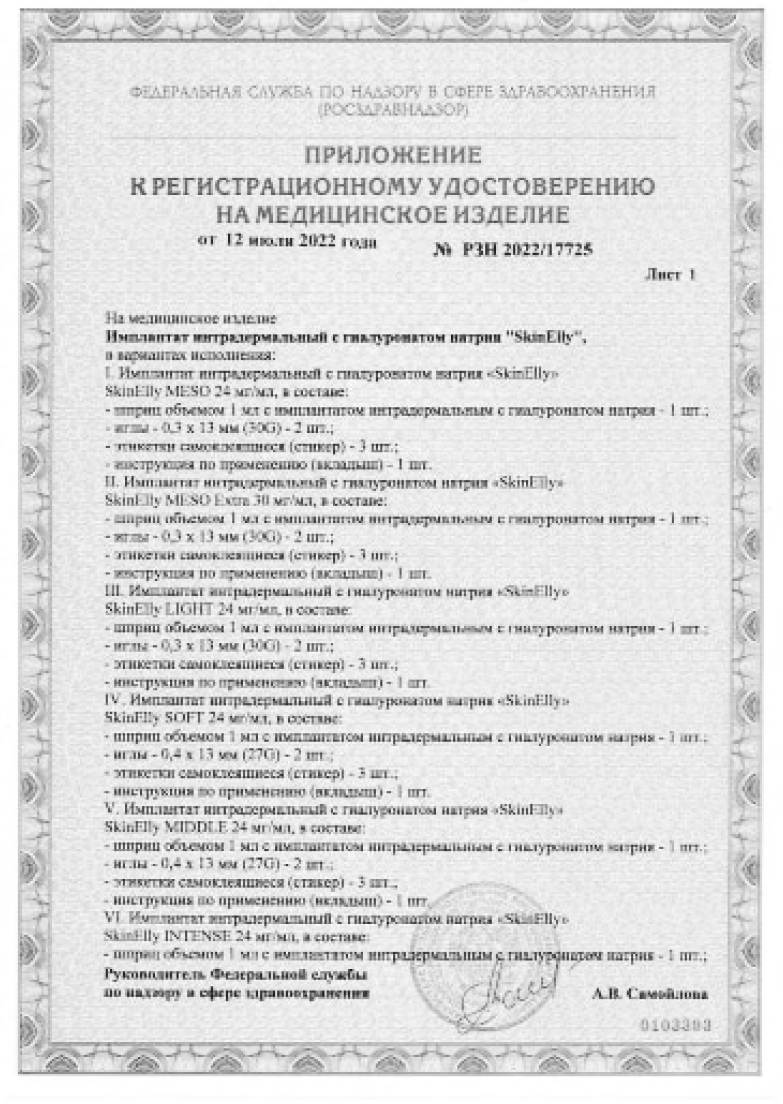 ФЕДЕРАЛЬНАЯ СЛУЖБА ПО НАДЗОРУ В СФЕРЕ ЗДРАВООХРАНЕНИЯ
(РОСЗДРАВНАДЗОР)
ПРИЛОЖЕНИЕ
К РЕГИСТРАЦИОННОМУ УДОСТОВЕРЕНИЮ
НА МЕДИЦИНСКОЕ ИЗДЕЛИЕ
от 12 июля 2022 года № РЗН 2022/17725
Лист 1
На медицинское изделие
Имплантат интрадермальный с гиалуронатом натрия "SkinElly",
в вариантах исполнения:
I. Имплантат интрадермальный с гиалуронатом натрия «SkinElly»
SkinElly MESO 24 мг/мл, в составе:
- шприц объемом 1 мл с имплантатом интрадермальным с гиалуронатом натрия - 1 шт.;
- иглы - 0,3 х 13 мм (30G) - 2 шт.;
- этикетки самоклеящиеся (стикер) - 3 шт.;
- инструкция по применению (вкладыш) - 1 шт.
II. Имплантат интрадермальный с гиалуронатом натрия «SkinElly»
SkinElly MESO Extra 30 мг/мл, в составе:
- шприц объемом 1 мл с имплантатом интрадермальным с гиалуронатом натрия - 1 шт.;
- иглы - 0,3 х 13 мм (30G) - 2 шт.;
- этикетки самоклеящиеся (стикер) - 3 шт.;
- инструкция по применению (вкладыш) - 1 шт.
III. Имплантат интрадермальный с гиалуронатом натрия «SkinElly»
SkinElly LIGHT 24 мг/мл, в составе:
- шприц объемом 1 мл с имплантатом интрадермальным с гиалуронатом натрия - 1 шт.;
- иглы - 0,3 х 13 мм (30G) - 2 шт.;
- этикетки самоклеящиеся (стикер) - 3 шт.;
- инструкция по применению (вкладыш) - 1 шт.
IV. Имплантат интрадермальный с гиалуронатом натрия «SkinElly»
SkinElly SOFT 24 мг/мл, в составе:
- шприц объемом 1 мл с имплантатом интрадермальным с гиалуронатом натрия - 1 шт.;
- иглы - 0,4 х 13 мм (27G) - 2 шт.;
- этикетки самоклеящиеся (стикер) - 3 шт.;
- инструкция по применению (вкладыш) - 1 шт.
V. Имплантат интрадермальный с гиалуронатом натрия «SkinElly»
SkinElly MIDDLE 24 мг/мл, в составе:
- шприц объемом 1 мл с имплантатом интрадермальным с гиалуронатом натрия - 1 шт.;
- иглы - 0,4 х 13 мм (27G) - 2 шт.;
- этикетки самоклеящиеся (стикер) - 3 шт.;
- инструкция по применению (вкладыш) - 1 шт.
VI. Имплантат интрадермальный с гиалуронатом натрия «SkinElly»
SkinElly INTENSE 24 мг/мл, в составе:
- шприц объемом 1 мл с имплантатом интрадермальным с гиалуронатом натрия - 1 шт.;
Руководитель Федеральной службы
по надзору в сфере здравоохранения А.В. Самойлова
0103393